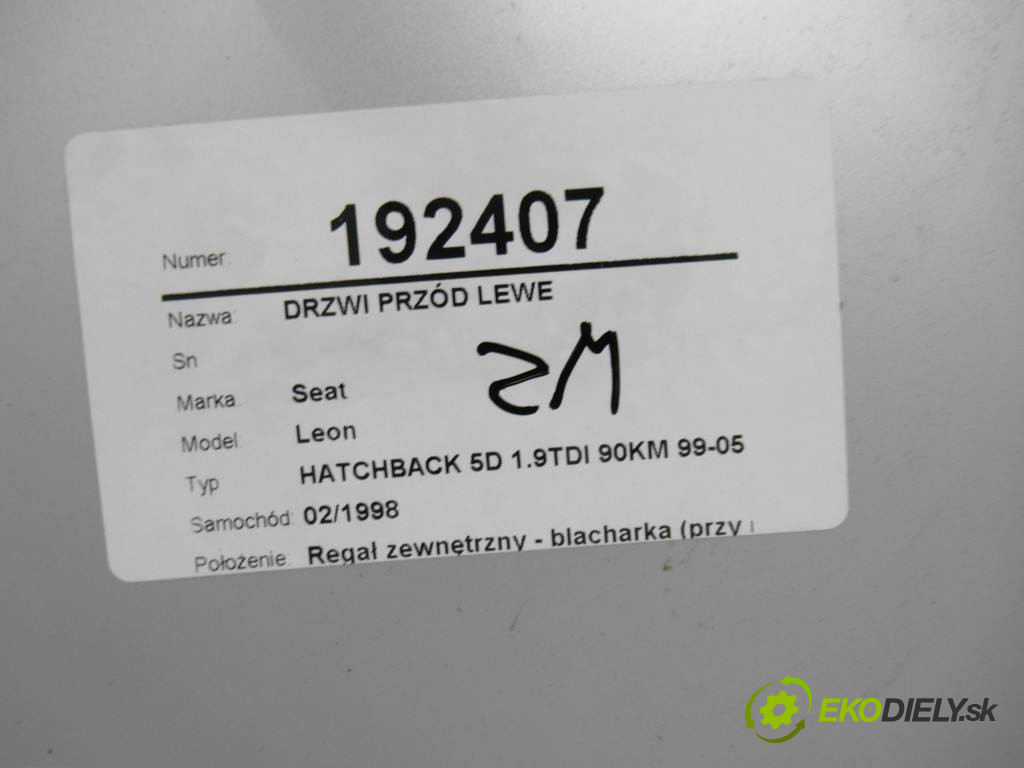 Numer: 192407
Nazwa: DRZWI PRZÓD LEWE
Sn
Marka Seat
Model Leon
Typ HATCHBACK 5D 1.9TDI 90KM 99-05
Samochód: 02/1998
Położenie: Regał zewnętrzny - blacharka (przy
EKODIELY.sk